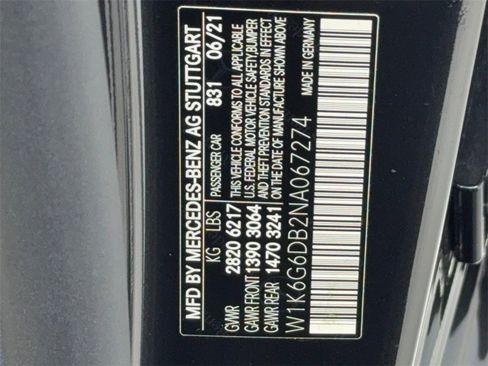 MFD BY MERCEDES-BENZ AG STUTTGART
PASSENGER CAR 831 06/21
KG LBS
GVWR 2820 6217
GAWR FRONT 1390 3064
GAWR REAR 1470 3241
THIS VEHICLE CONFORMS TO ALL APPLICABLE
U.S. FEDERAL MOTOR VEHICLE SAFETY, BUMPER
AND THEFT PREVENTION STANDARDS IN EFFECT
ON THE DATE OF MANUFACTURE SHOWN ABOVE.
MADE IN GERMANY
W1K6G6DB2NA067274